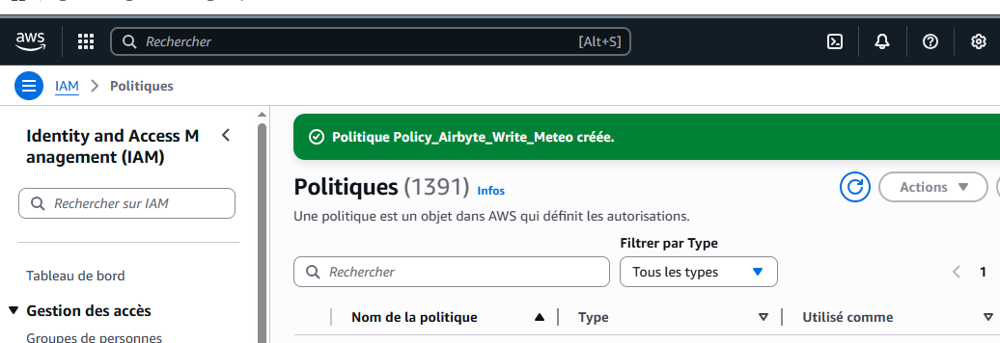 aws
Rechercher [Alt+S]
IAM > Politiques
Identity and Access M
anagement (IAM)
Rechercher sur IAM
Tableau de bord
Gestion des accès
Groupes de personnes
Politique Policy_Airbyte_Write_Meteo créée.
Politiques (1391) Infos
Actions
Une politique est un objet dans AWS qui définit les autorisations.
Filtrer par Type
Rechercher
Tous les types
1
Nom de la politique
Type
Utilisé comme